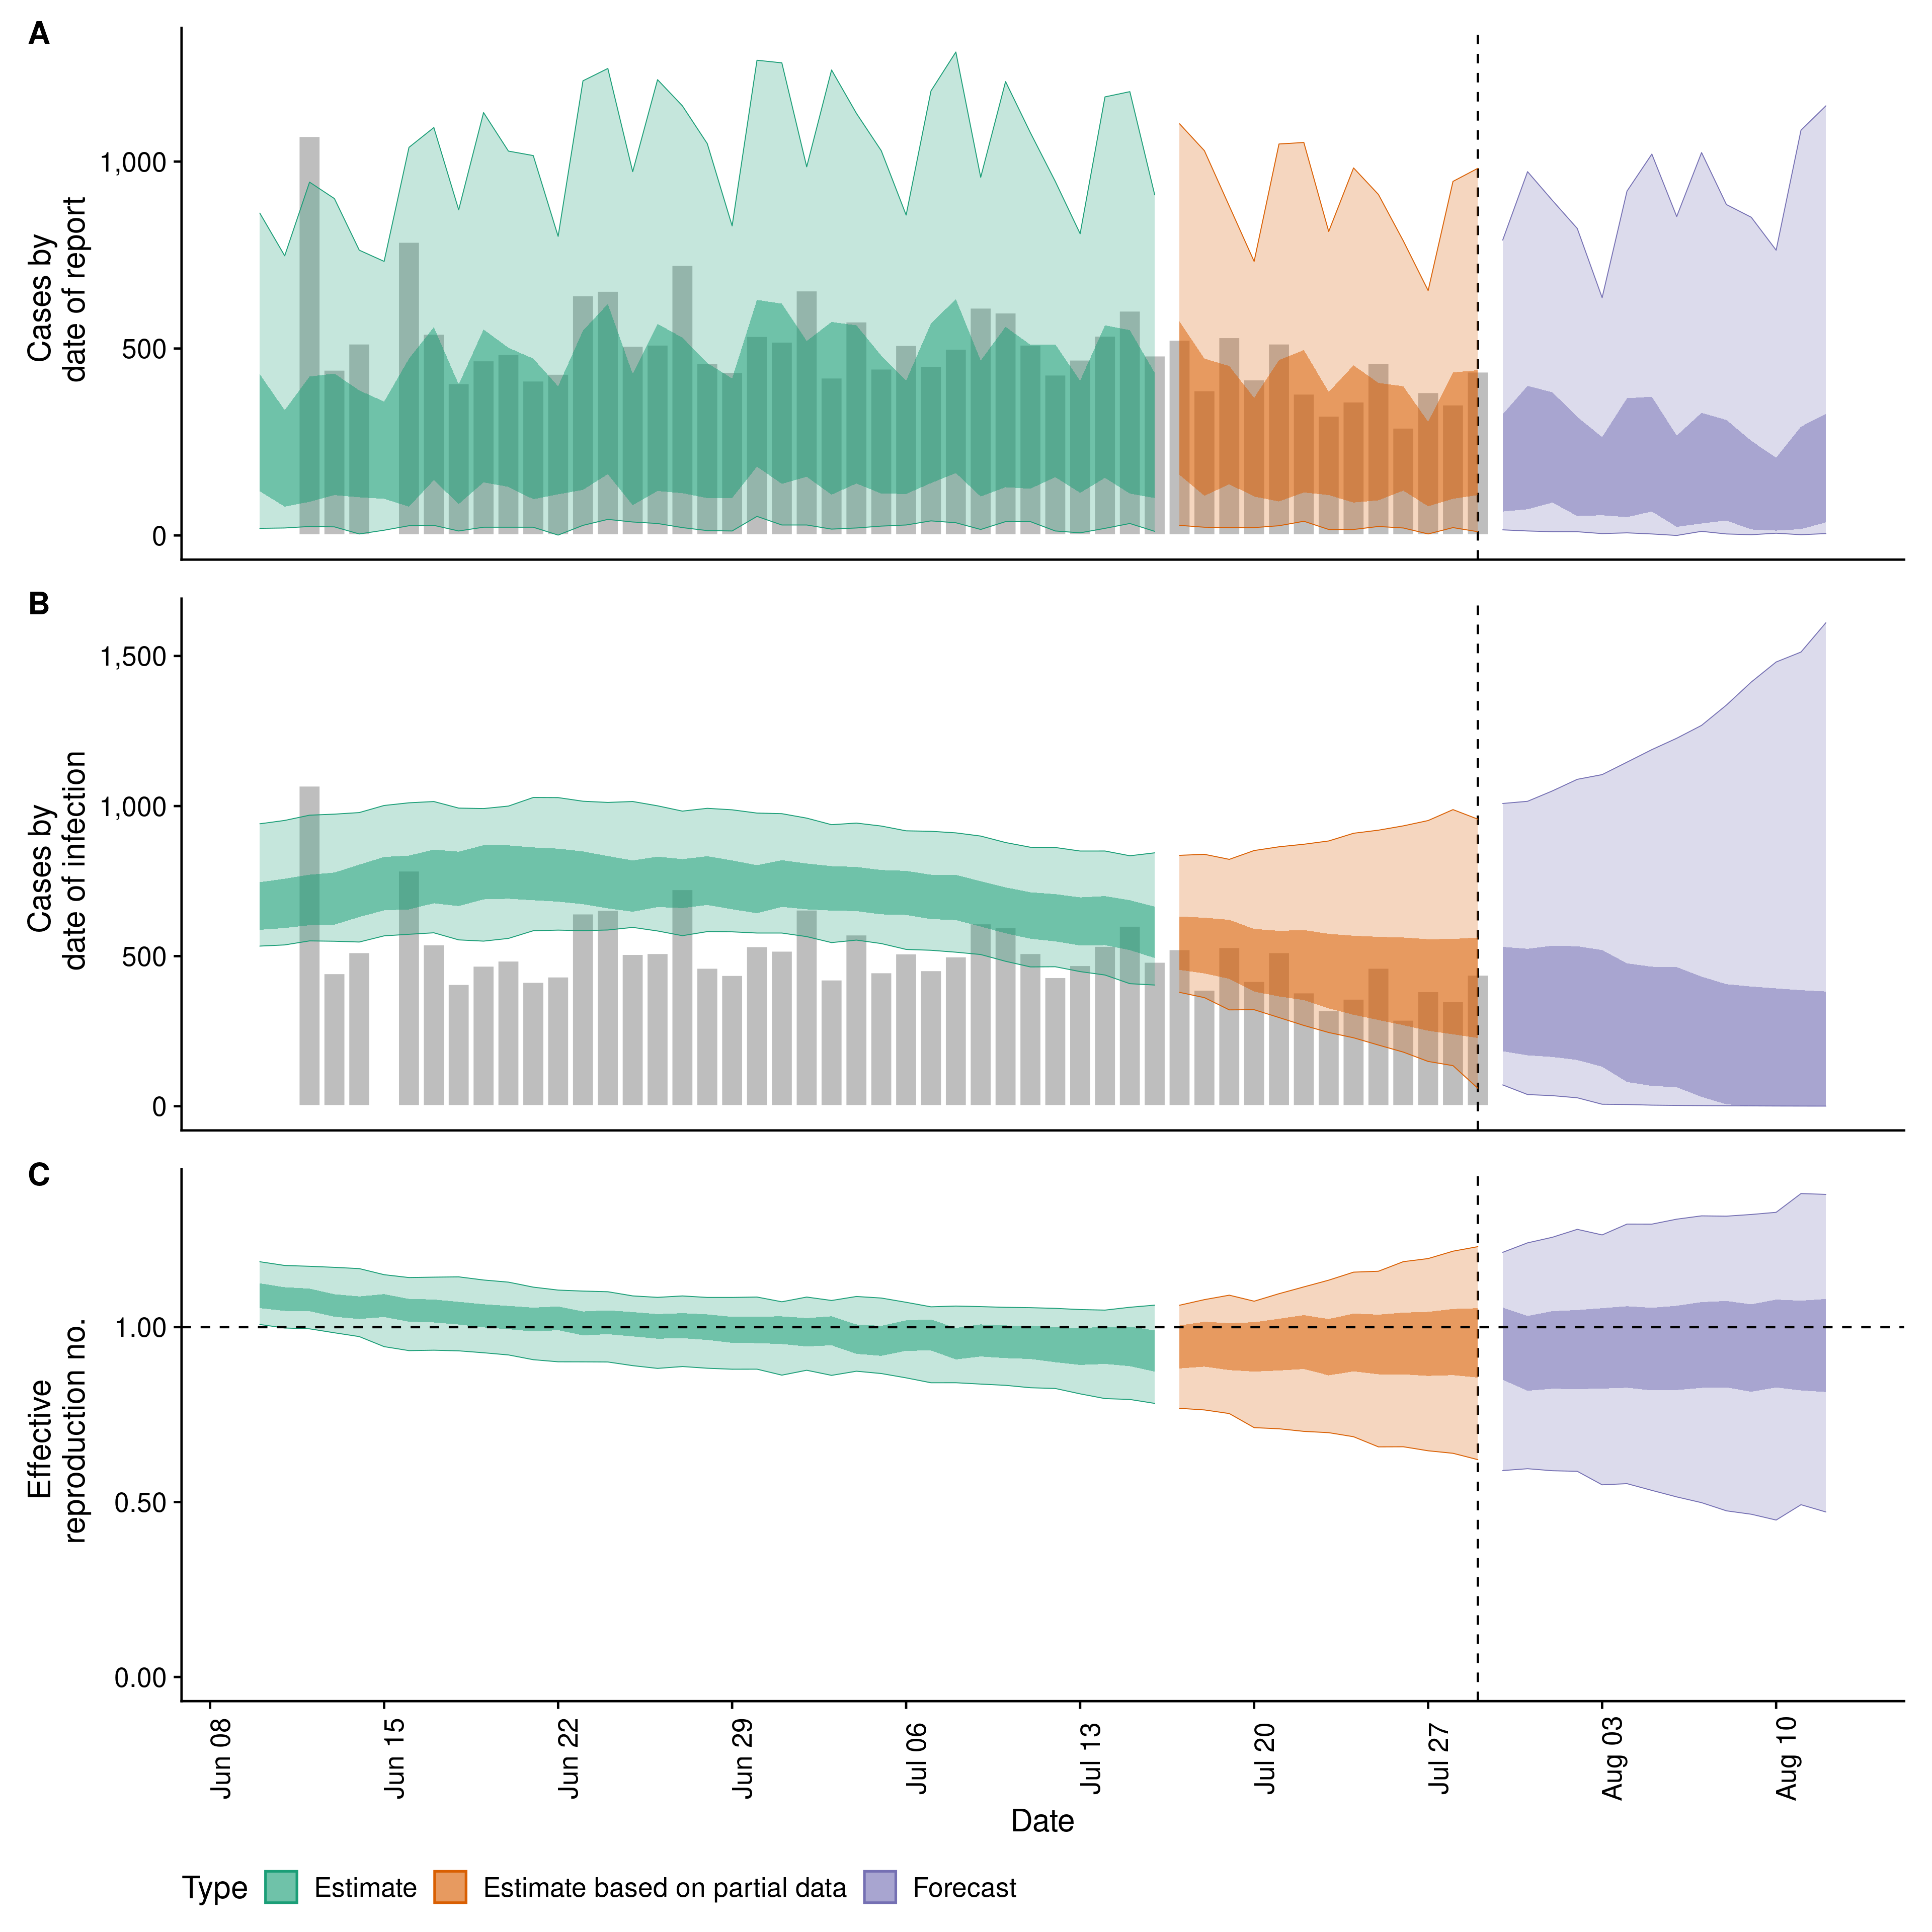 A
Cases by
date of report
1,000
500
0
B
Cases by
date of infection
1,500
1,000
500
0
C
Effective
reproduction no.
1.00
0.50
0.00
Jun 08
Jun 15
Jun 22
Jun 29
Jul 06
Jul 13
Jul 20
Jul 27
Aug 03
Aug 10
Date
Type Estimate Estimate based on partial data Forecast